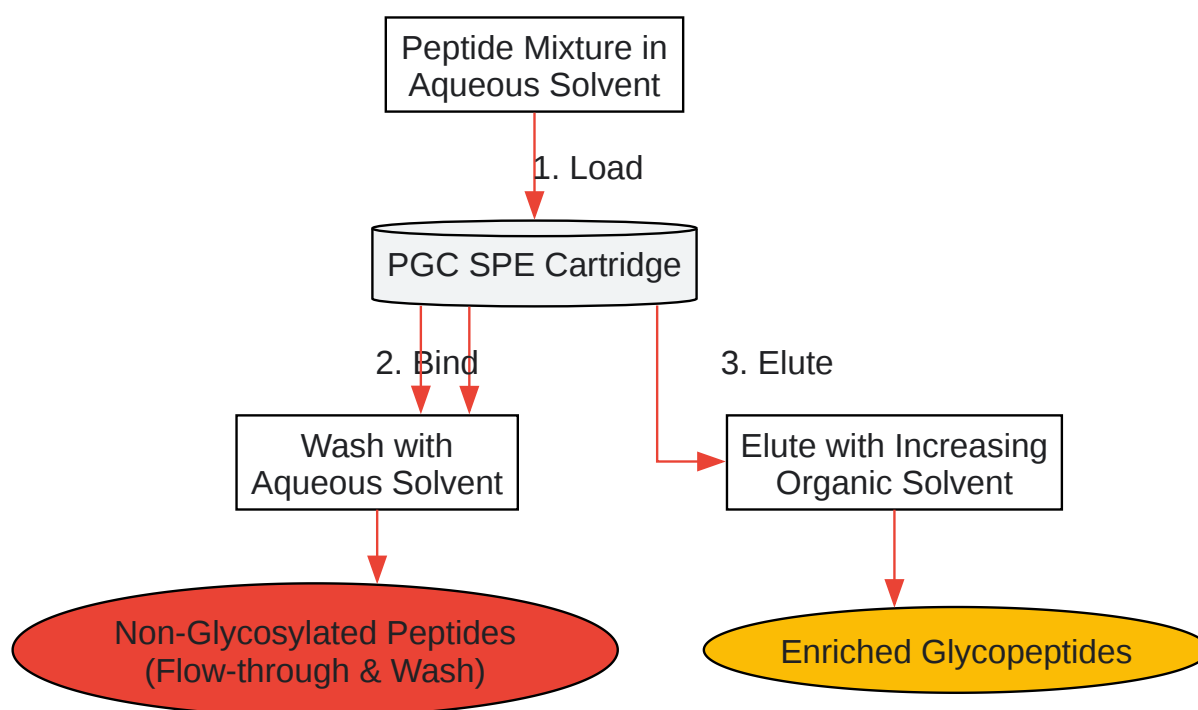 Peptide Mixture in
Aqueous Solvent
1. Load
PGC SPE Cartridge
2. Bind
3. Elute
Wash with
Aqueous Solvent
Elute with Increasing
Organic Solvent
Non-Glycosylated Peptides
(Flow-through & Wash)
Enriched Glycopeptides